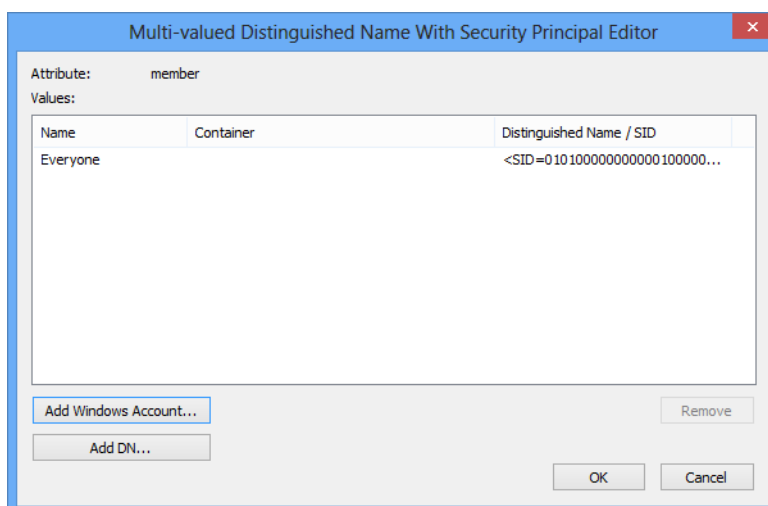 Multi-valued Distinguished Name With Security Principal Editor
Attribute: member
Values:
Name Container Distinguished Name / SID
Everyone <SID=010100000000000100000...
Add Windows Account... Remove
Add DN...
OK Cancel